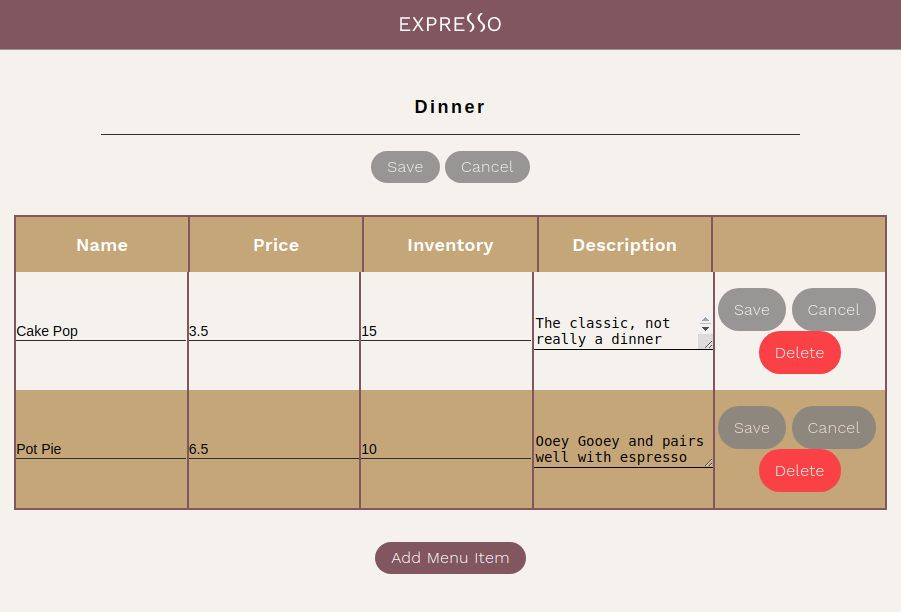 EXPRESSO
Dinner
Save Cancel
Name Price Inventory Description
Cake Pop 3.5 15 The classic, not
really a dinner
Save Cancel
Delete
Pot Pie 6.5 10 Ooey Gooey and pairs
well with espresso
Save Cancel
Delete
Add Menu Item